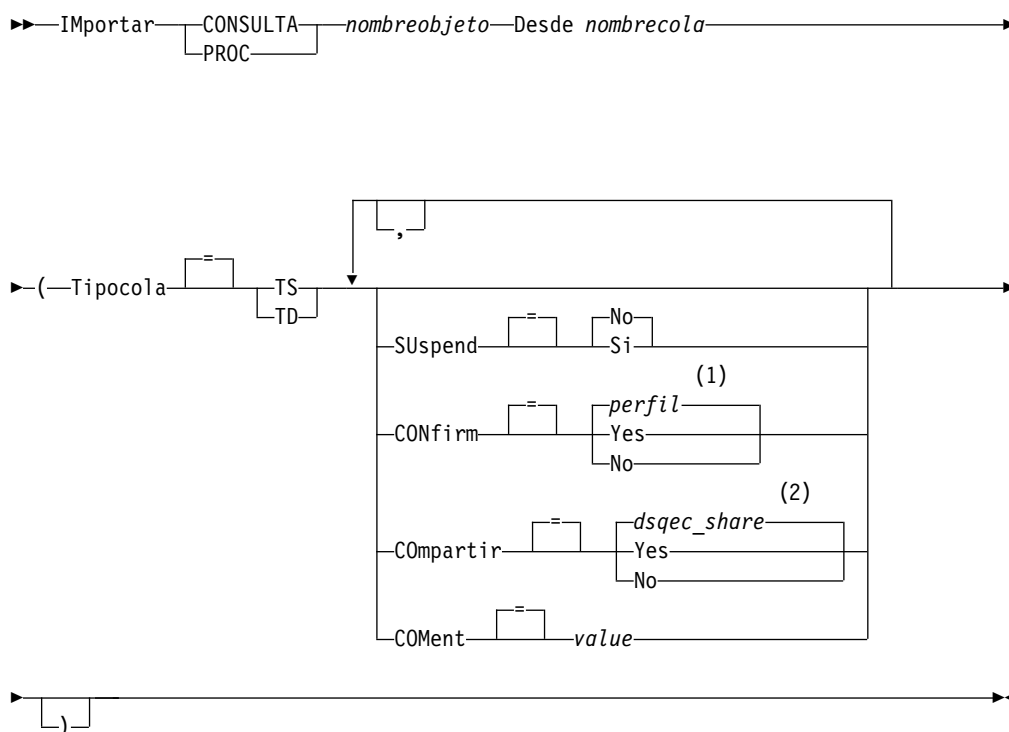 IMportar CONSULTA nombreobjeto Desde nombrecola
PROC
,
( Tipocola = TS
TD
SUspend = No
Si
(1)
CONfirm = perfil
Yes
No
(2)
COmpartir = dsqec_share
Yes
No
COMent = value
)